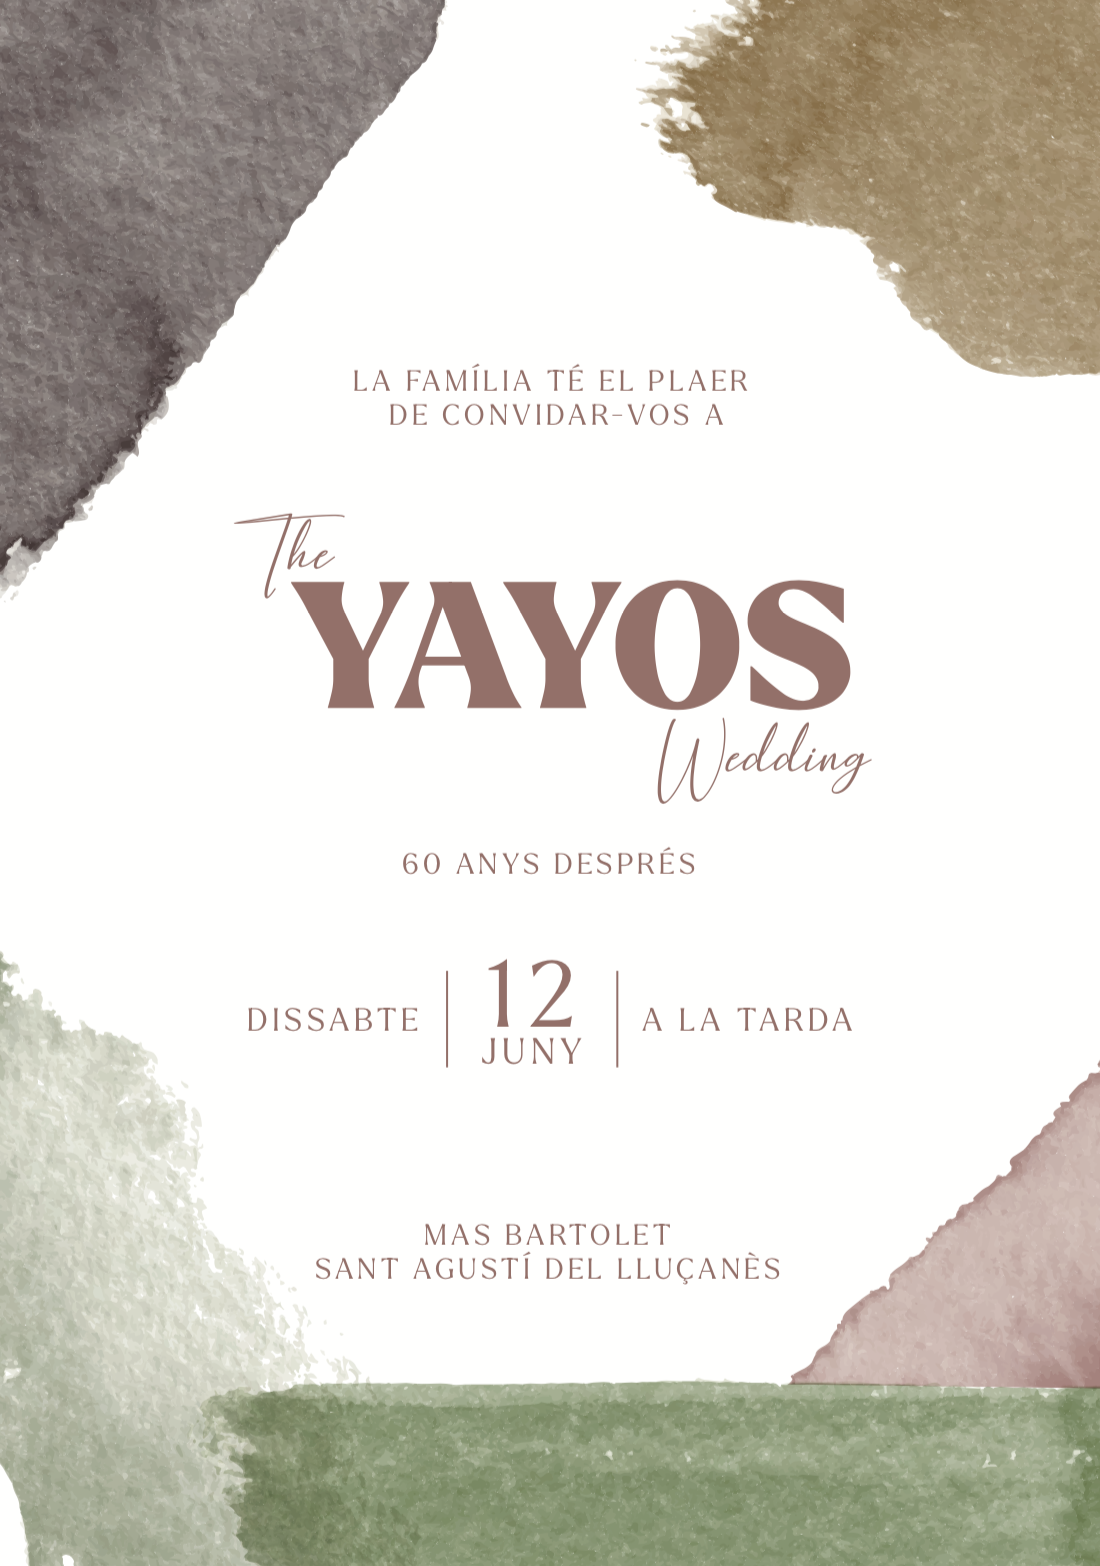 LA FAMÍLIA TÉ EL PLAER
DE CONVIDAR-VOS A
The
YAYOS
Wedding
60 ANYS DESPRÉS
DISSABTE
12
JUNY
A LA TARDA
MAS BARTOLET
SANT AGUSTÍ DEL LLUÇANÈS